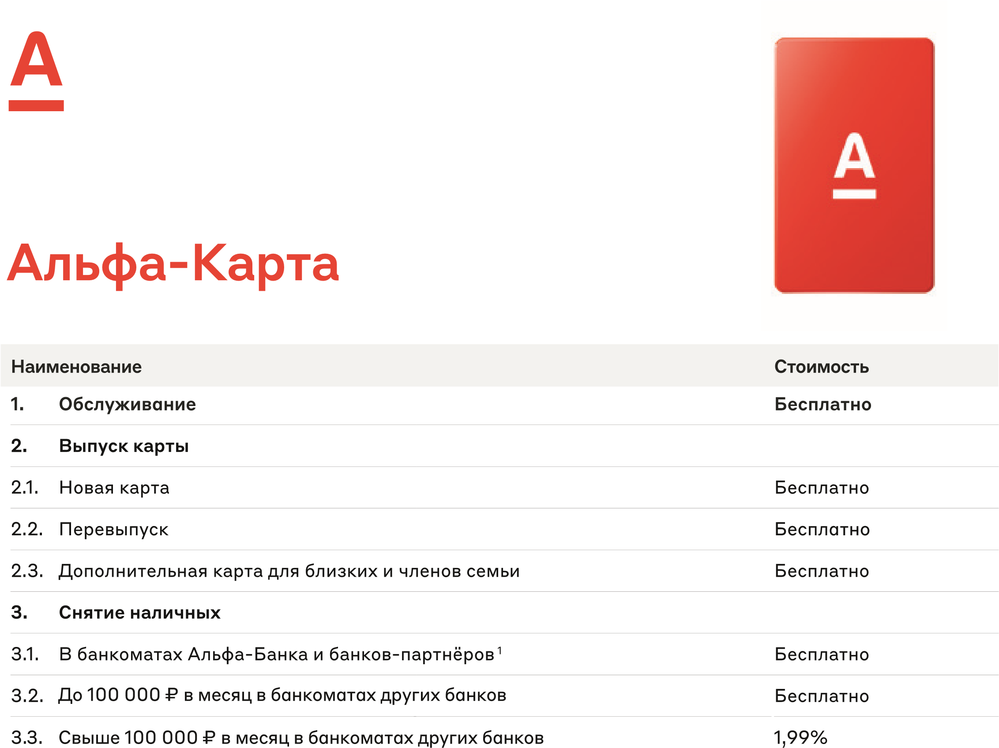 А
А
Альфа-Карта
Наименование Стоимость
1. Обслуживание Бесплатно
2. Выпуск карты
2.1. Новая карта Бесплатно
2.2. Перевыпуск Бесплатно
2.3. Дополнительная карта для близких и членов семьи Бесплатно
3. Снятие наличных
3.1. В банкоматах Альфа-Банка и банков-партнёров¹ Бесплатно
3.2. До 100 000 ₽ в месяц в банкоматах других банков Бесплатно
3.3. Свыше 100 000 ₽ в месяц в банкоматах других банков 1,99%